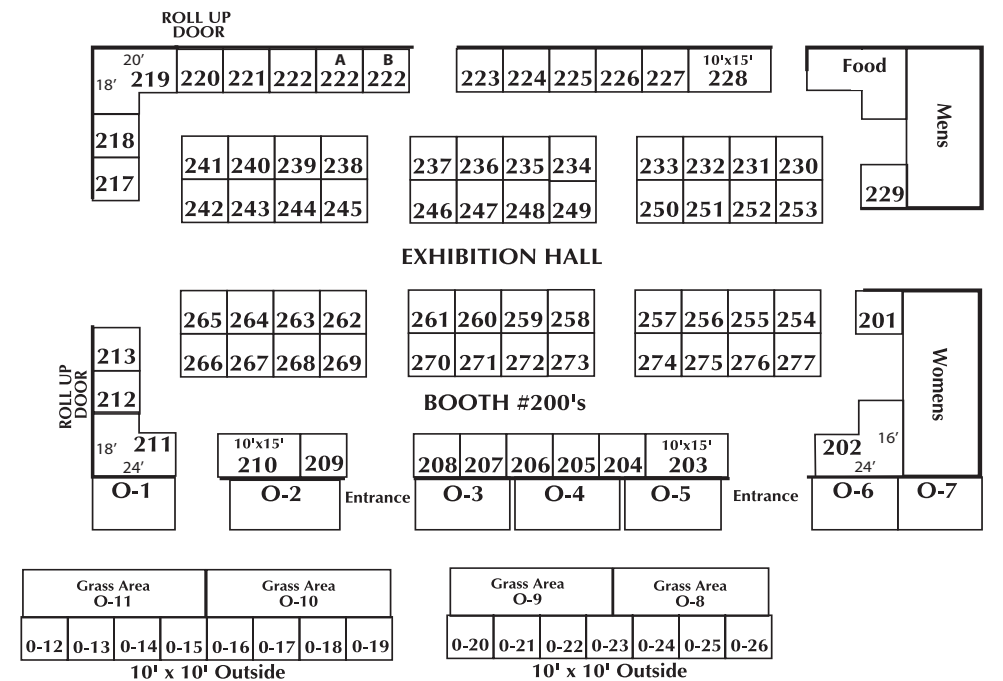 ROLL UP
DOOR
20'
18'
219 220 221 222 A 222 B 222
223 224 225 226 227 10'x15' 228
Food
Mens
218
217
241 240 239 238
242 243 244 245
237 236 235 234
246 247 248 249
233 232 231 230
250 251 252 253
229
EXHIBITION HALL
265 264 263 262
266 267 268 269
261 260 259 258
270 271 272 273
257 256 255 254
274 275 276 277
201
Womens
ROLL UP
DOOR
213
212
BOOTH #200's
18' 211
24'
10'x15'
210 209
208 207 206 205 204 10'x15' 203
202 16'
24'
O-1 O-2 Entrance O-3 O-4 O-5 Entrance O-6 O-7
Grass Area
O-11
Grass Area
O-10
Grass Area
O-9
Grass Area
O-8
0-12 0-13 0-14 0-15 0-16 0-17 0-18 0-19
0-20 0-21 0-22 0-23 0-24 0-25 0-26
10' x 10' Outside
10' x 10' Outside